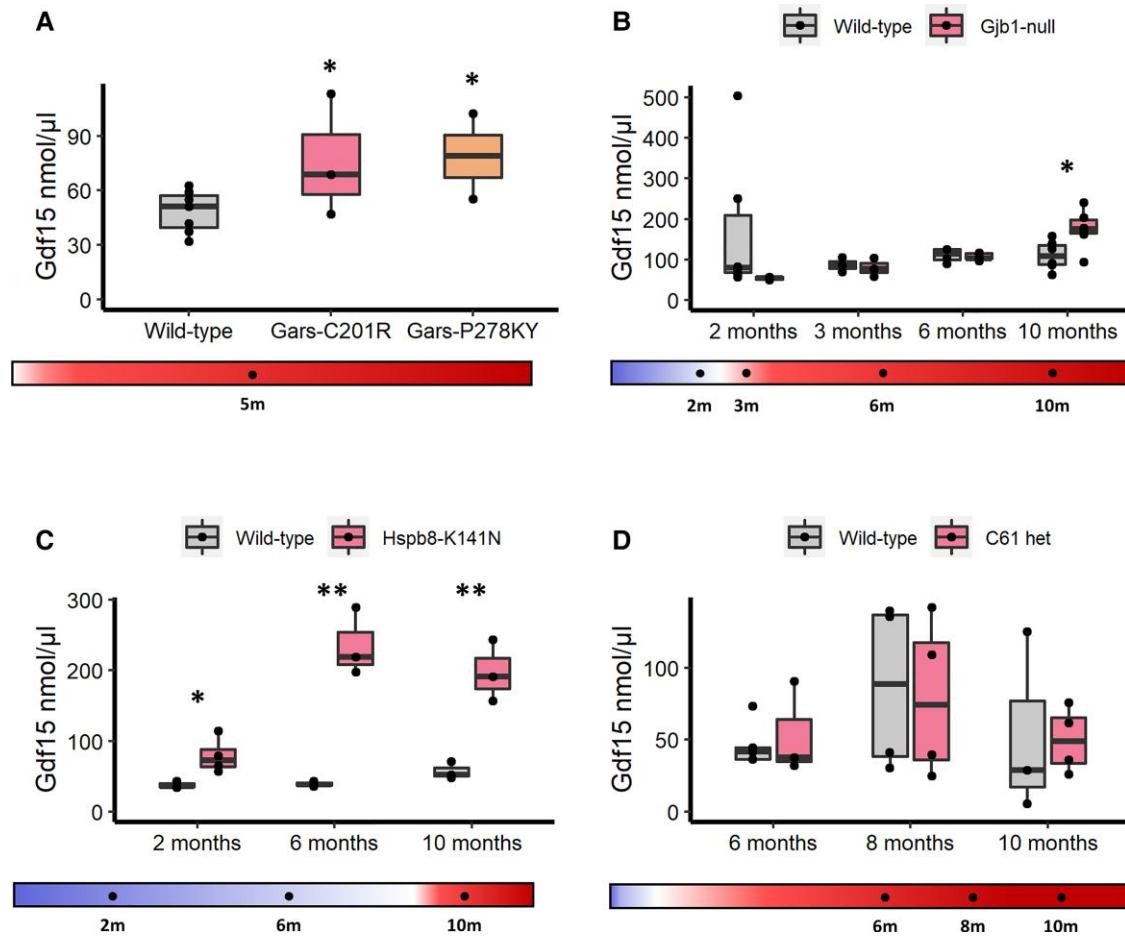 A
Gdf15 nmol/µl
90
60
30
0
*
*
Wild-type Gars-C201R Gars-P278KY
5m
B
Wild-type Gjb1-null
Gdf15 nmol/µl
500
400
300
200
100
0
*
2 months 3 months 6 months 10 months
2m 3m 6m 10m
C
Wild-type Hspb8-K141N
Gdf15 nmol/µl
300
200
100
0
*
**
**
2 months 6 months 10 months
2m 6m 10m
D
Wild-type C61 het
Gdf15 nmol/µl
100
50
0
6 months 8 months 10 months
6m 8m 10m